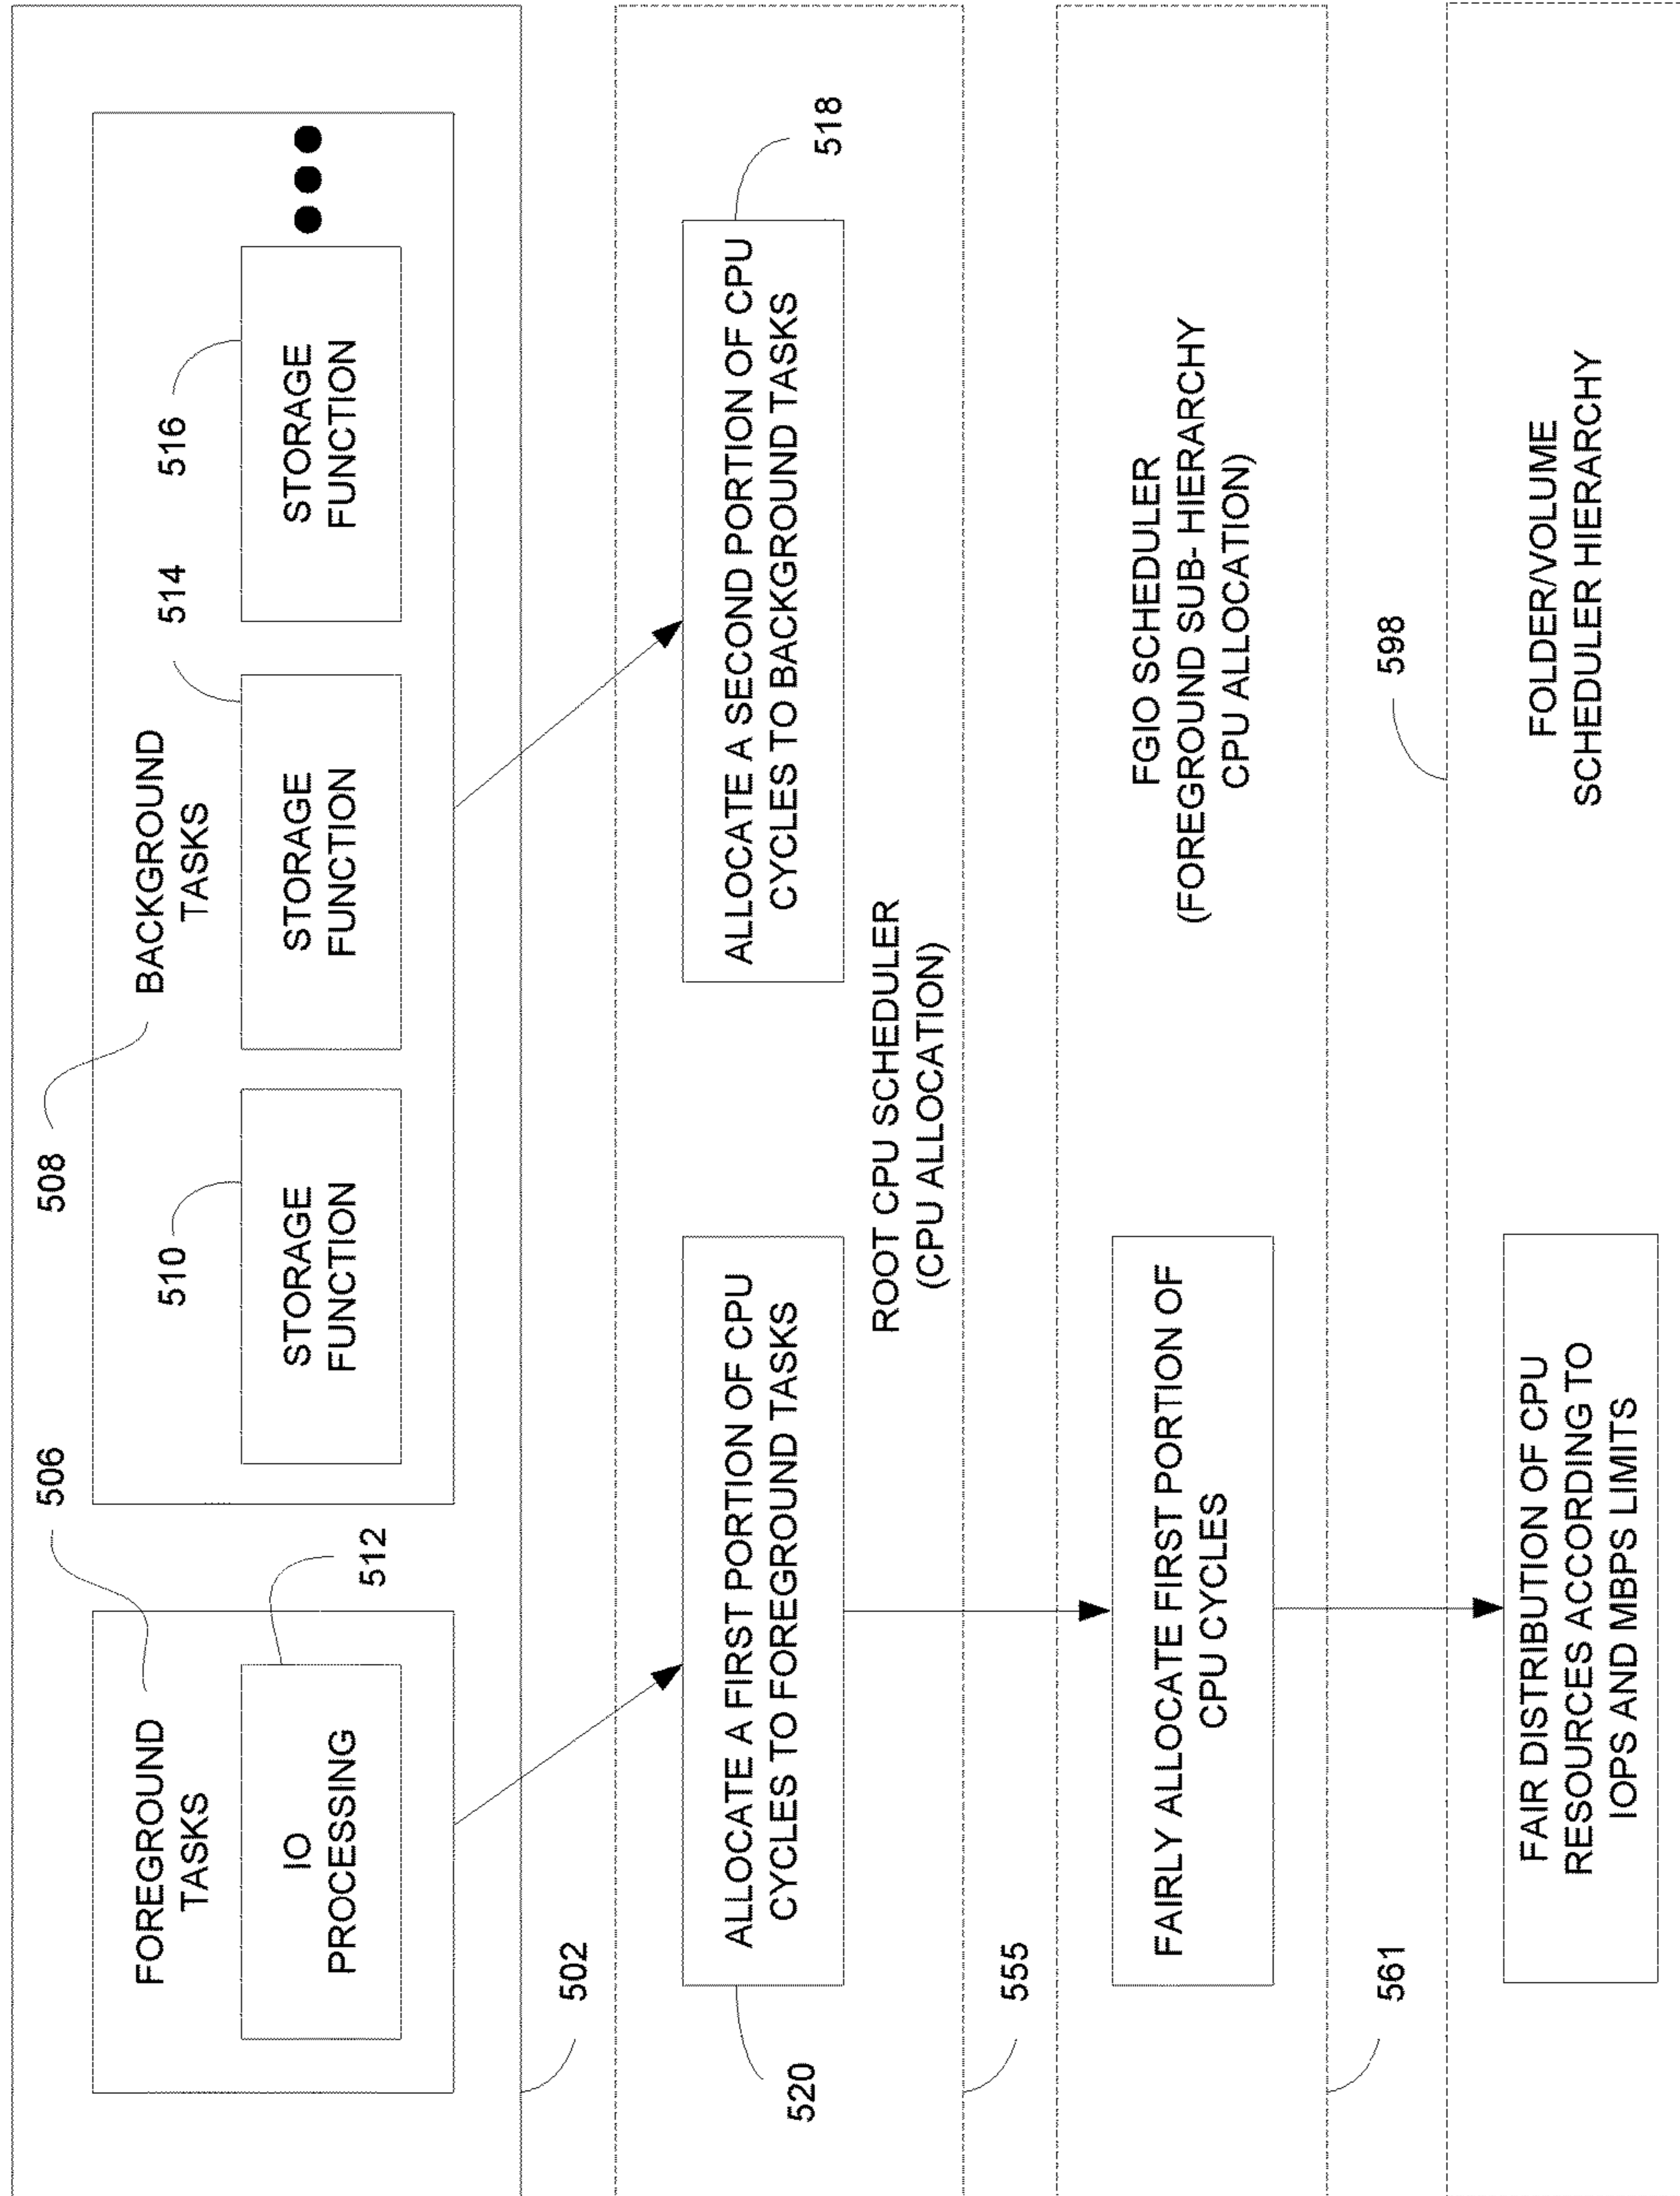 506
508
FOREGROUND
TASKS
BACKGROUND
TASKS
512
510
514
516
IO
PROCESSING
STORAGE
FUNCTION
STORAGE
FUNCTION
STORAGE
FUNCTION
502
520
ALLOCATE A FIRST PORTION OF CPU
CYCLES TO FOREGROUND TASKS
ALLOCATE A SECOND PORTION OF CPU
CYCLES TO BACKGROUND TASKS
518
ROOT CPU SCHEDULER
(CPU ALLOCATION)
555
FAIRLY ALLOCATE FIRST PORTION OF
CPU CYCLES
FGIO SCHEDULER
(FOREGROUND SUB- HIERARCHY
CPU ALLOCATION)
561
598
FAIR DISTRIBUTION OF CPU
RESOURCES ACCORDING TO
IOPS AND MBPS LIMITS
FOLDER/VOLUME
SCHEDULER HIERARCHY